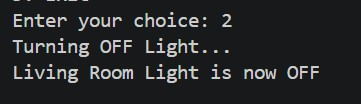 Enter your choice: 2
Turning OFF Light...
Living Room Light is now OFF